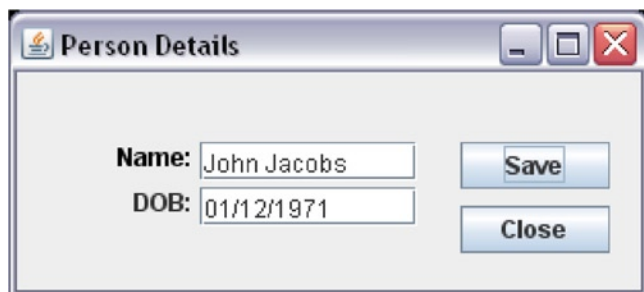 Person Details
Name: John Jacobs
Save
DOB: 01/12/1971
Close